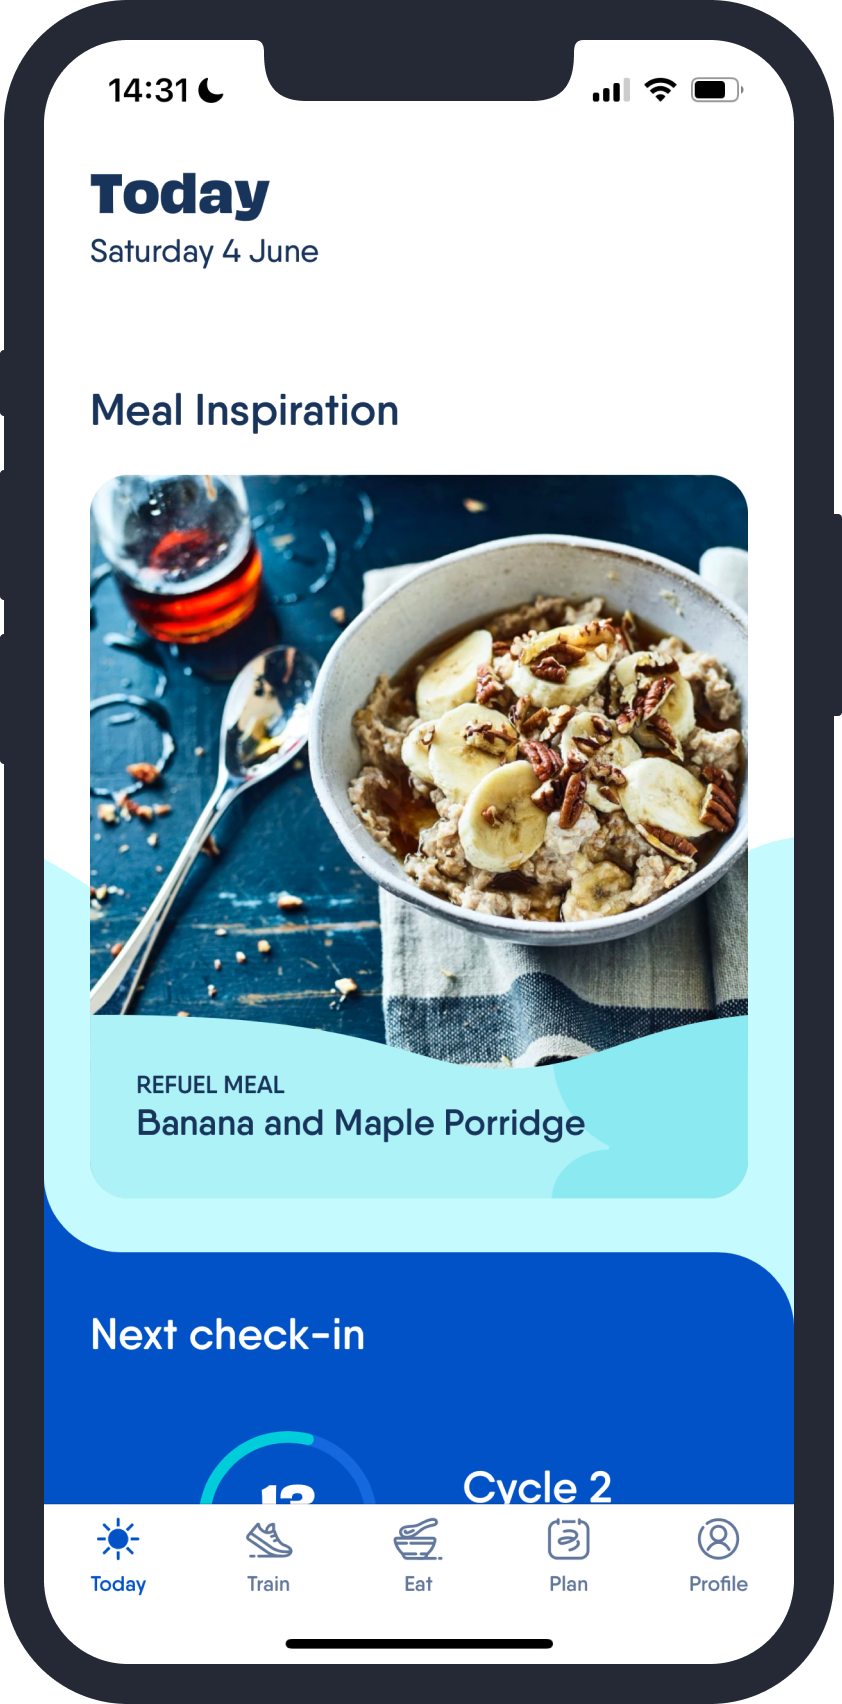 14:31
Today
Saturday 4 June
Meal Inspiration
REFUEL MEAL
Banana and Maple Porridge
Next check-in
Cycle 2
Today
Train
Eat
Plan
Profile